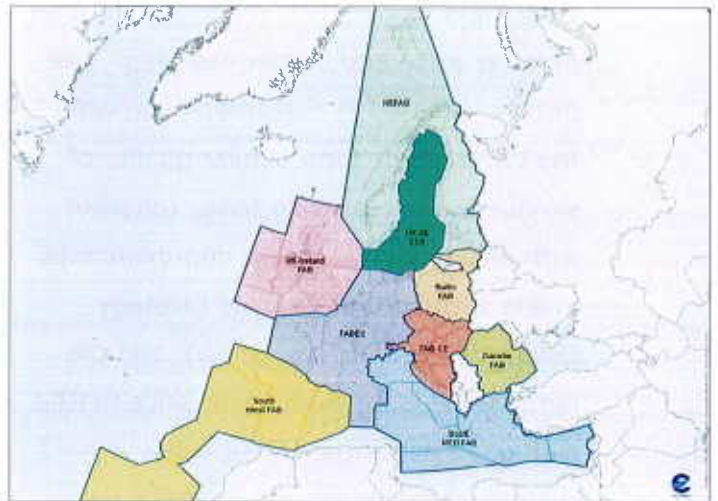 NEFAB
DK-SE
FAB
UK-Ireland
FAB
Baltic
FAB
FABEC
FAB CE
Danube
FAB
South
West FAB
BLUE
MED FAB